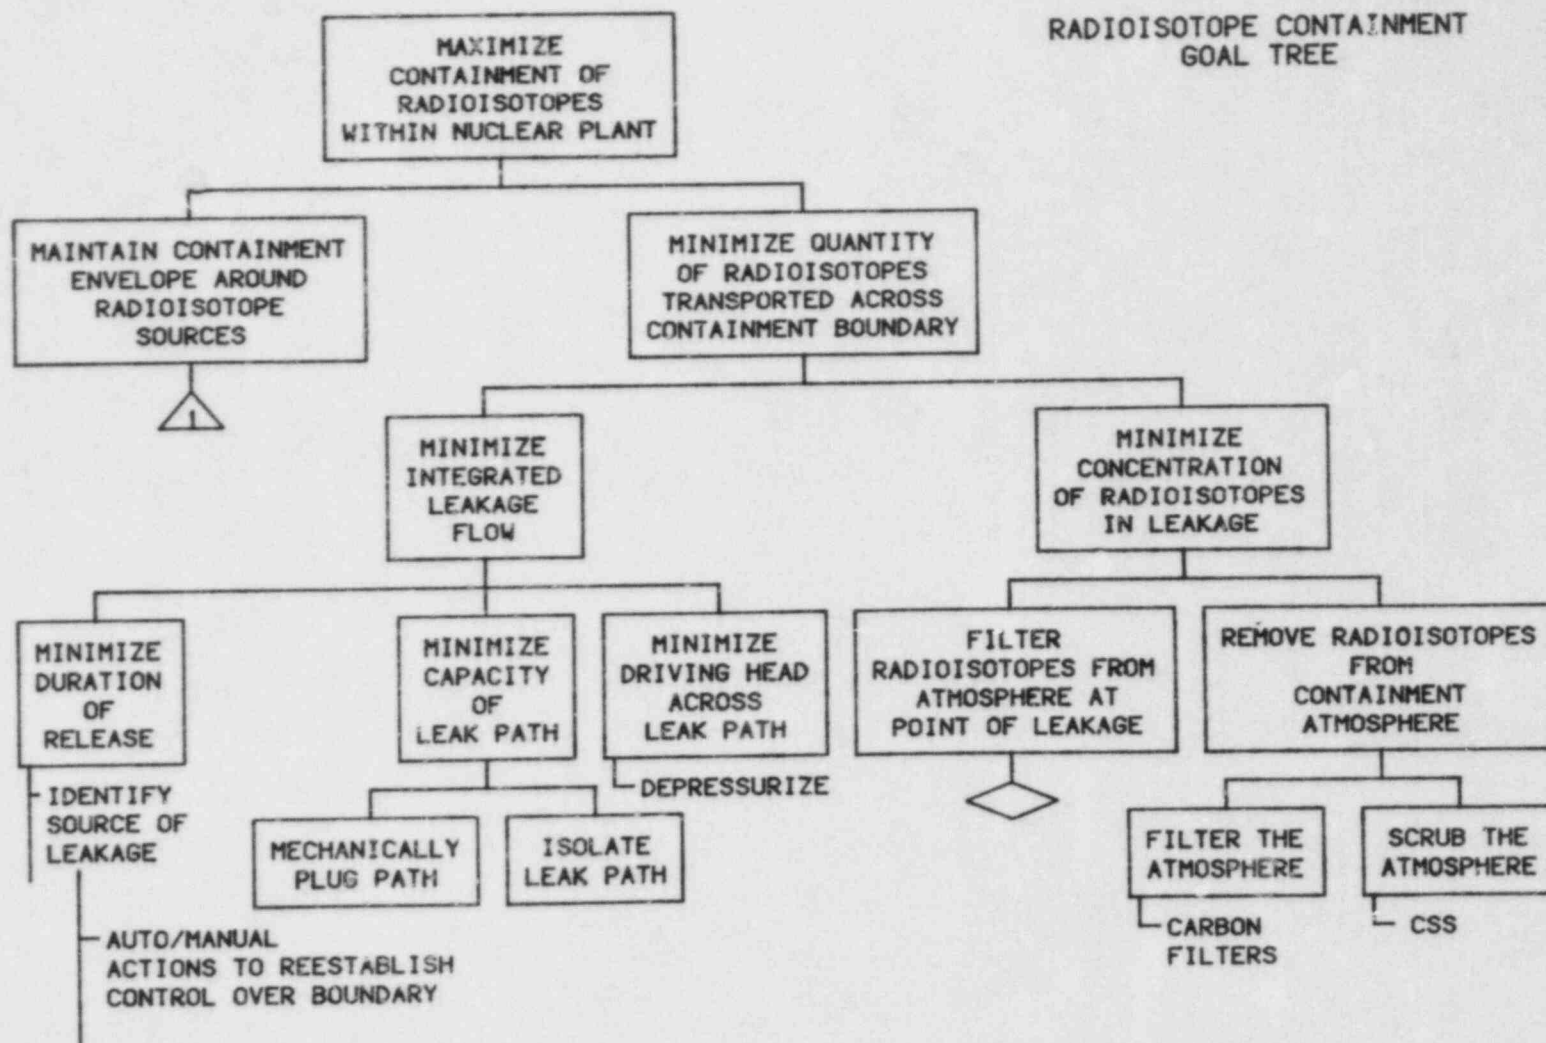 RADIOISOTOPE CONTAINMENT
GOAL TREE
MAXIMIZE
CONTAINMENT OF
RADIOISOTOPES
WITHIN NUCLEAR PLANT
MAINTAIN CONTAINMENT
ENVELOPE AROUND
RADIOISOTOPE
SOURCES
1
MINIMIZE QUANTITY
OF RADIOISOTOPES
TRANSPORTED ACROSS
CONTAINMENT BOUNDARY
MINIMIZE
INTEGRATED
LEAKAGE
FLOW
MINIMIZE
CONCENTRATION
OF RADIOISOTOPES
IN LEAKAGE
MINIMIZE
DURATION
OF
RELEASE
IDENTIFY
SOURCE OF
LEAKAGE
AUTO/MANUAL
ACTIONS TO REESTABLISH
CONTROL OVER BOUNDARY
MINIMIZE
CAPACITY
OF
LEAK PATH
MECHANICALLY
PLUG PATH
ISOLATE
LEAK PATH
MINIMIZE
DRIVING HEAD
ACROSS
LEAK PATH
DEPRESSURIZE
FILTER
RADIOISOTOPES FROM
ATMOSPHERE AT
POINT OF LEAKAGE
REMOVE RADIOISOTOPES
FROM
CONTAINMENT
ATMOSPHERE
FILTER THE
ATMOSPHERE
CARBON
FILTERS
SCRUB THE
ATMOSPHERE
CSS